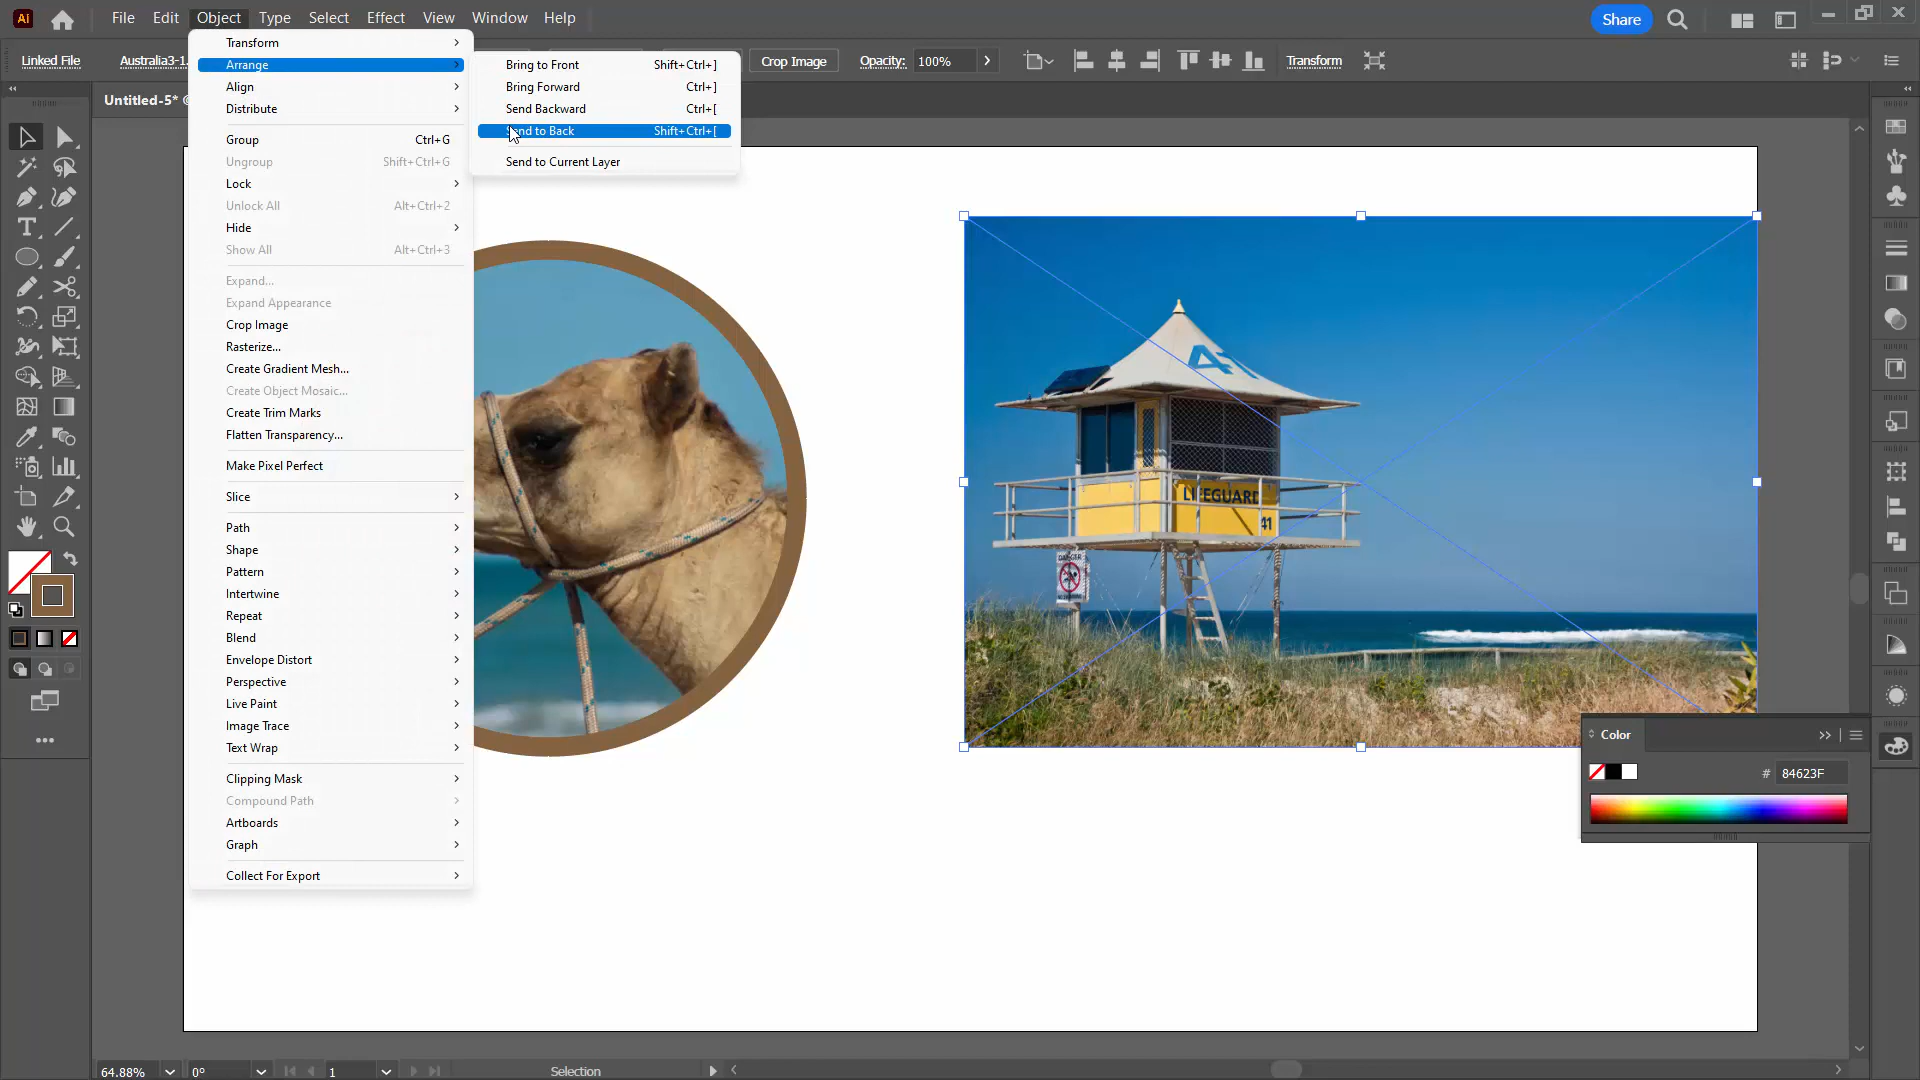 Ai File Edit Object Type Select Effect View Window Help Share
Linked File Australia3-1. Crop Image Opacity: 100% Transform
Untitled-5*
Transform
Arrange
Align
Distribute
Group Ctrl+G
Ungroup Shift+Ctrl+G
Lock
Unlock All Alt+Ctrl+2
Hide
Show All Alt+Ctrl+3
Expand...
Expand Appearance
Crop Image
Rasterize...
Create Gradient Mesh...
Create Object Mosaic...
Create Trim Marks
Flatten Transparency...
Make Pixel Perfect
Slice
Path
Shape
Pattern
Intertwine
Repeat
Blend
Envelope Distort
Perspective
Live Paint
Image Trace
Text Wrap
Clipping Mask
Compound Path
Artboards
Graph
Collect For Export
Bring to Front Shift+Ctrl+]
Bring Forward Ctrl+]
Send Backward Ctrl+[
Send to Back Shift+Ctrl+[
Send to Current Layer
LIFEGUARD
41
DANGER
Color
# 84623F
64.88% 0° 1 Selection